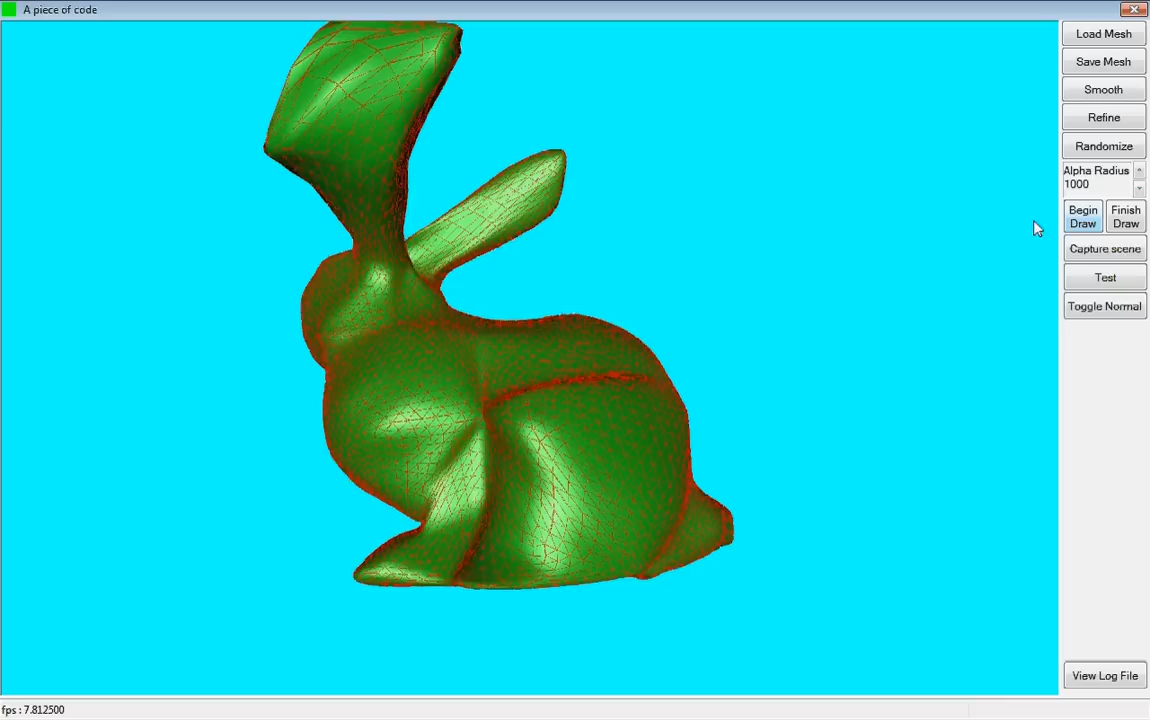 A piece of code
Load Mesh
Save Mesh
Smooth
Refine
Randomize
Alpha Radius
1000
Begin
Draw
Finish
Draw
Capture scene
Test
Toggle Normal
View Log File
fps : 7.812500